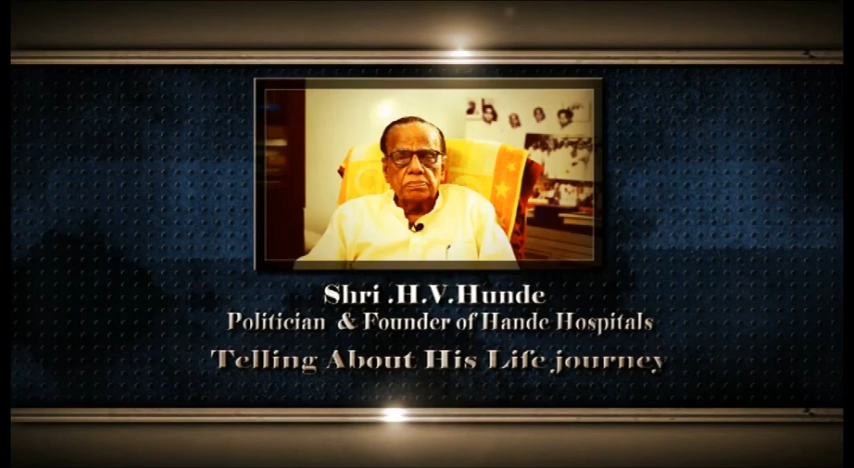 Shri .H.V.Hunde
Politician & Founder of Hande Hospitals
Telling About His Life journey